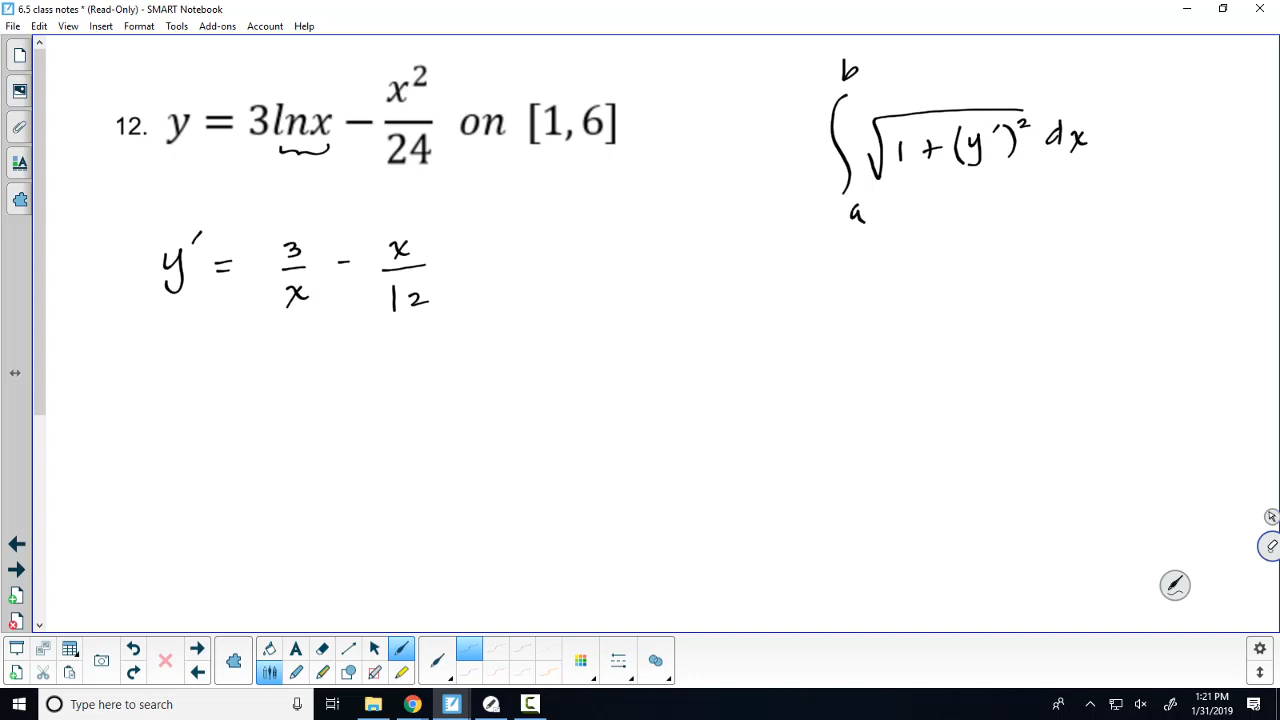 6.5 class notes * (Read-Only) - SMART Notebook
File Edit View Insert Format Tools Add-ons Account Help
12. y = 3lnx − x²/24 on [1, 6]
∫ₐᵇ √(1 + (y′)²) dx
y′ = 3/x - x/12
Type here to search
1:21 PM
1/31/2019